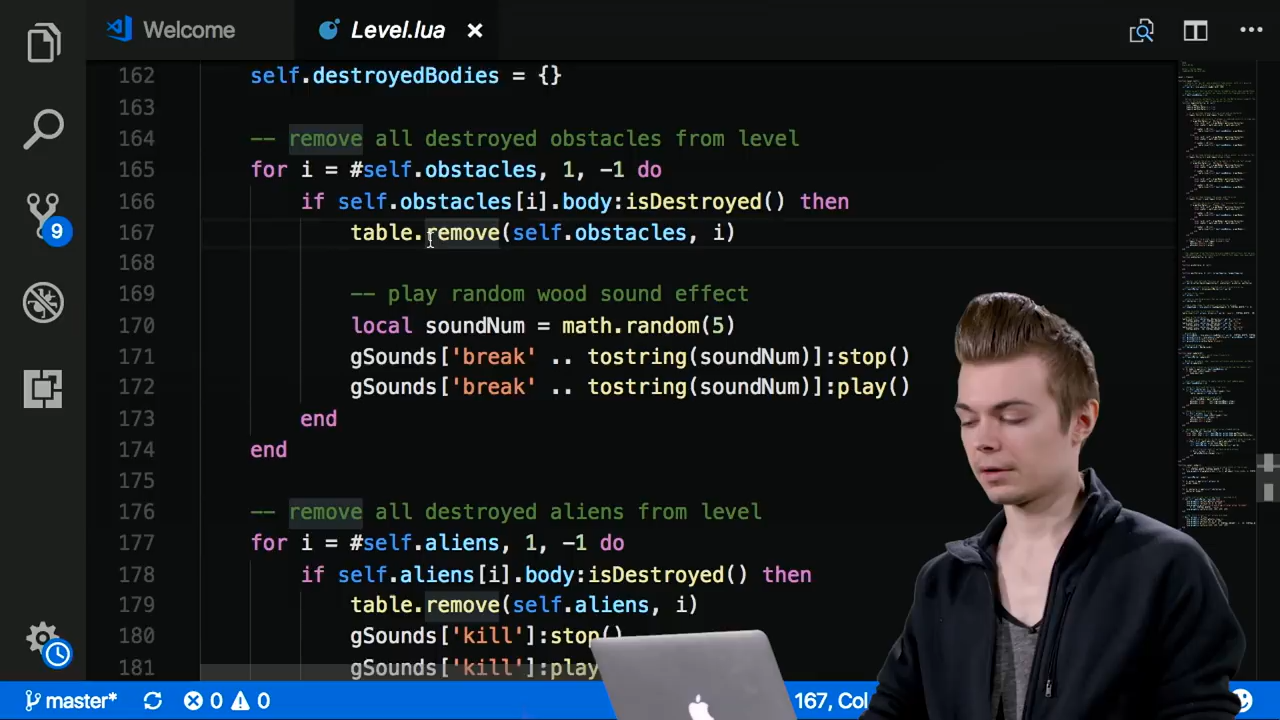 Welcome
Level.lua
162 self.destroyedBodies = {}
163
164 -- remove all destroyed obstacles from level
165 for i = #self.obstacles, 1, -1 do
166 if self.obstacles[i].body:isDestroyed() then
167 table.remove(self.obstacles, i)
168
169 -- play random wood sound effect
170 local soundNum = math.random(5)
171 gSounds['break' .. tostring(soundNum)]:stop()
172 gSounds['break' .. tostring(soundNum)]:play()
173 end
174 end
175
176 -- remove all destroyed aliens from level
177 for i = #self.aliens, 1, -1 do
178 if self.aliens[i].body:isDestroyed() then
179 table.remove(self.aliens, i)
180 gSounds['kill']:stop()
181 gSounds['kill']:play
9
master* 0 0 167, Col